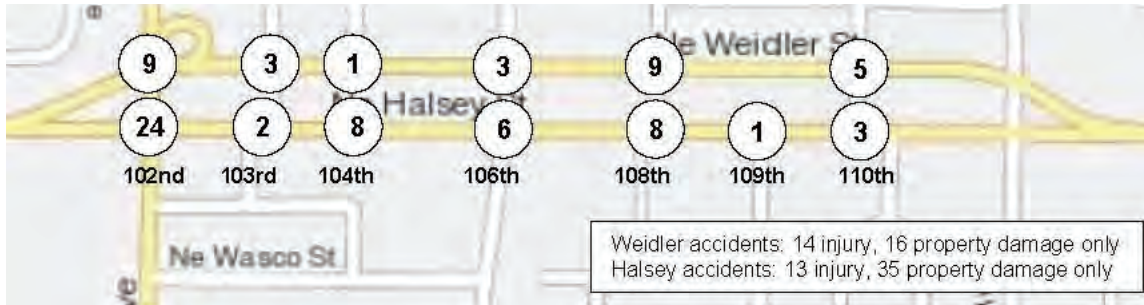 Ne Weidler St
9 3 1 3 9 5
Ne Halsey St
24 2 8 6 8 1 3
102nd 103rd 104th 106th 108th 109th 110th
Ne Wasco St
Weidler accidents: 14 injury, 16 property damage only
Halsey accidents: 13 injury, 35 property damage only